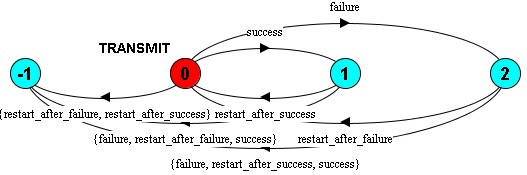 failure
success
TRANSMIT
-1
0
1
2
{restart_after_failure, restart_after_success}
restart_after_success
{failure, restart_after_failure, success}
restart_after_failure
{failure, restart_after_success, success}